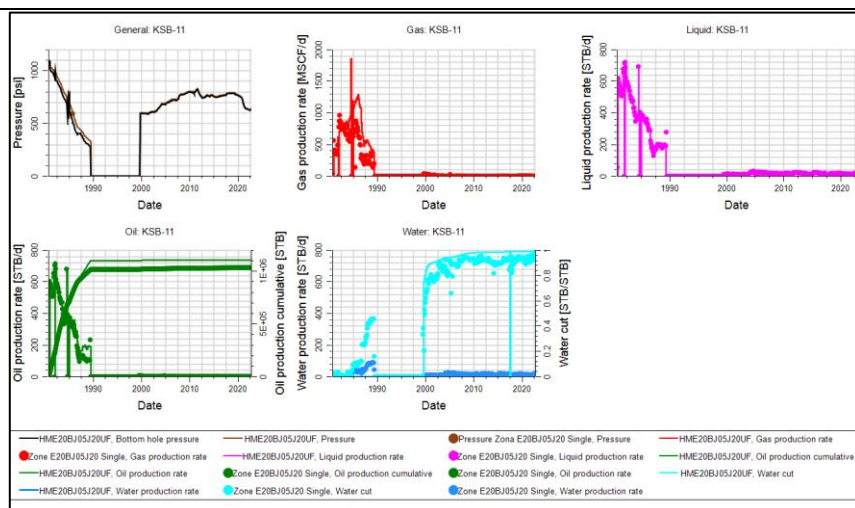 General: KSB-11
Pressure [psi]
1000
500
0
1990 2000 2010 2020
Date
Gas: KSB-11
Gas production rate [MSCF/d]
2000
1500
1000
500
0
1990 2000 2010 2020
Date
Liquid: KSB-11
Liquid production rate [STB/d]
800
600
400
200
0
1990 2000 2010 2020
Date
Oil: KSB-11
Oil production rate [STB/d]
800
600
400
200
0
1990 2000 2010 2020
Date
1E+06
5E+05
0
Oil production cumulative [STB]
Water: KSB-11
Water production rate [STB/d]
800
600
400
200
0
1990 2000 2010 2020
Date
1
0.8
0.6
0.4
0.2
0
Water cut [STB/STB]
HME20BJ05J20UF, Bottom hole pressure
HME20BJ05J20UF, Pressure
Pressure Zona E20BJ05J20 Single, Pressure
HME20BJ05J20UF, Gas production rate
Zone E20BJ05J20 Single, Gas production rate
HME20BJ05J20UF, Liquid production rate
Zone E20BJ05J20 Single, Liquid production rate
HME20BJ05J20UF, Oil production cumulative
HME20BJ05J20UF, Oil production rate
Zone E20BJ05J20 Single, Oil production cumulative
Zone E20BJ05J20 Single, Oil production rate
HME20BJ05J20UF, Water cut
HME20BJ05J20UF, Water production rate
Zone E20BJ05J20 Single, Water cut
Zone E20BJ05J20 Single, Water production rate